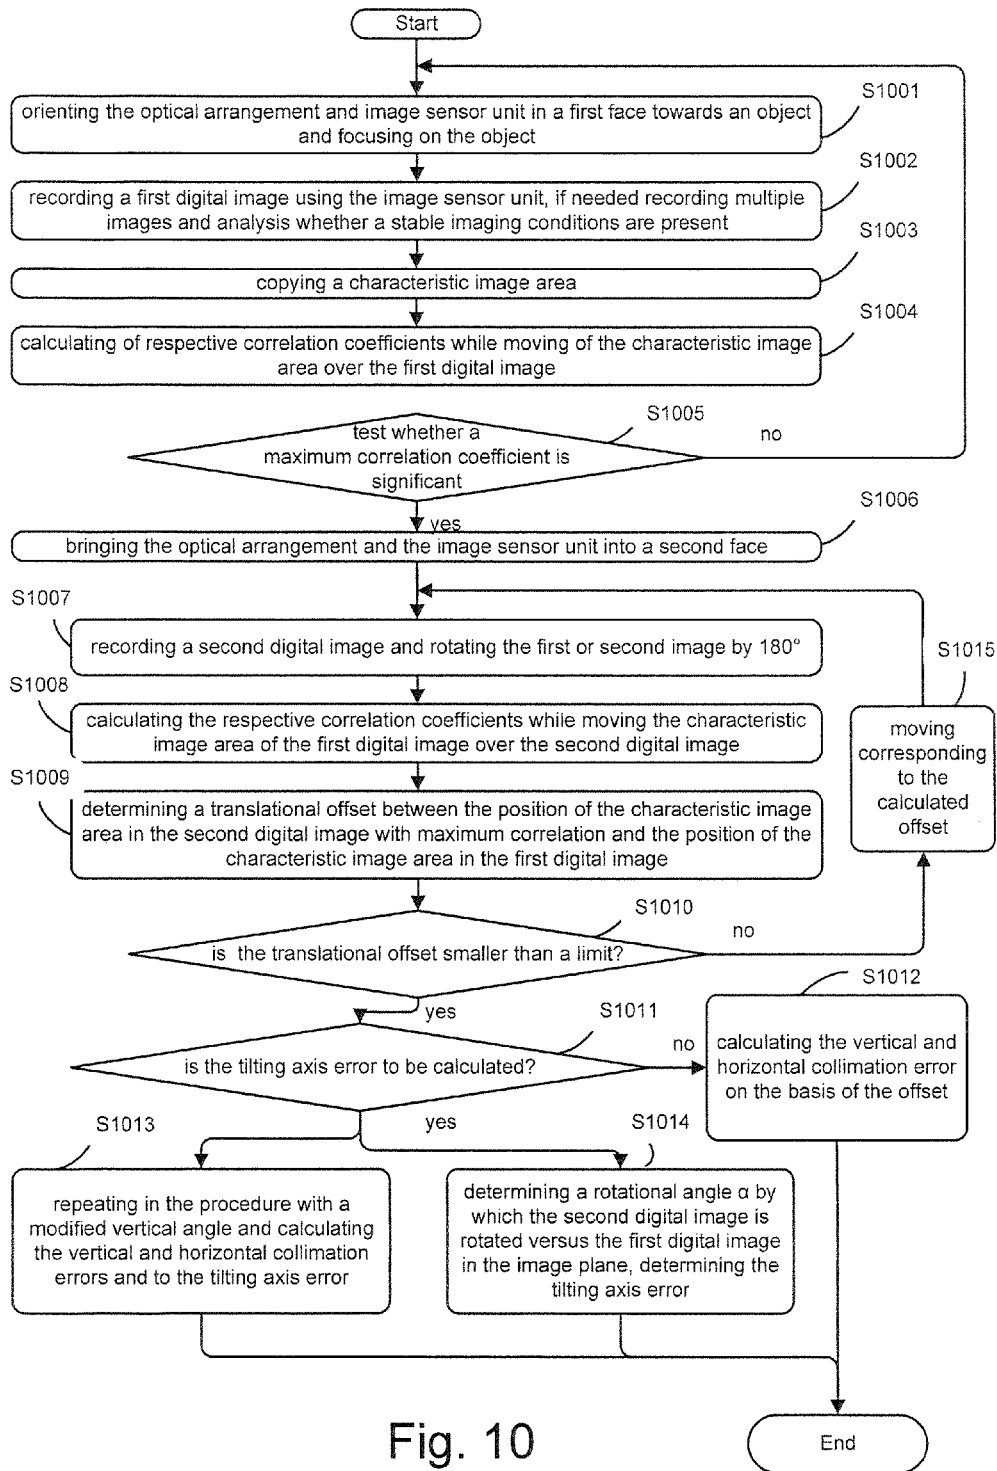 Start
S1001
orienting the optical arrangement and image sensor unit in a first face towards an object
and focusing on the object
S1002
recording a first digital image using the image sensor unit, if needed recording multiple
images and analysis whether a stable imaging conditions are present
S1003
copying a characteristic image area
S1004
calculating of respective correlation coefficients while moving of the characteristic image
area over the first digital image
S1005
test whether a
maximum correlation coefficient is
significant
no
yes
S1006
bringing the optical arrangement and the image sensor unit into a second face
S1007
recording a second digital image and rotating the first or second image by 180°
S1008
calculating the respective correlation coefficients while moving the characteristic
image area of the first digital image over the second digital image
S1009
determining a translational offset between the position of the characteristic image
area in the second digital image with maximum correlation and the position of the
characteristic image area in the first digital image
S1015
moving
corresponding
to the
calculated
offset
S1010
is the translational offset smaller than a limit?
no
yes
S1011
is the tilting axis error to be calculated?
no
yes
S1012
calculating the vertical and
horizontal collimation error
on the basis of the offset
S1013
repeating in the procedure with a
modified vertical angle and calculating
the vertical and horizontal collimation
errors and to the tilting axis error
S1014
determining a rotational angle α by
which the second digital image is
rotated versus the first digital image
in the image plane, determining the
tilting axis error
End
Fig. 10